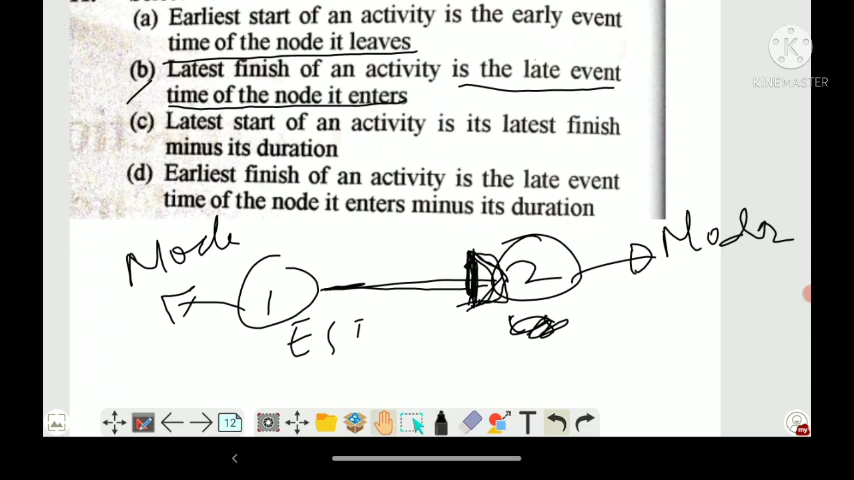 (a) Earliest start of an activity is the early event
time of the node it leaves
KINEMASTER
(b) Latest finish of an activity is the late event
time of the node it enters
(c) Latest start of an activity is its latest finish
minus its duration
(d) Earliest finish of an activity is the late event
time of the node it enters minus its duration
Node
Node
1
2
EST
12
T
my